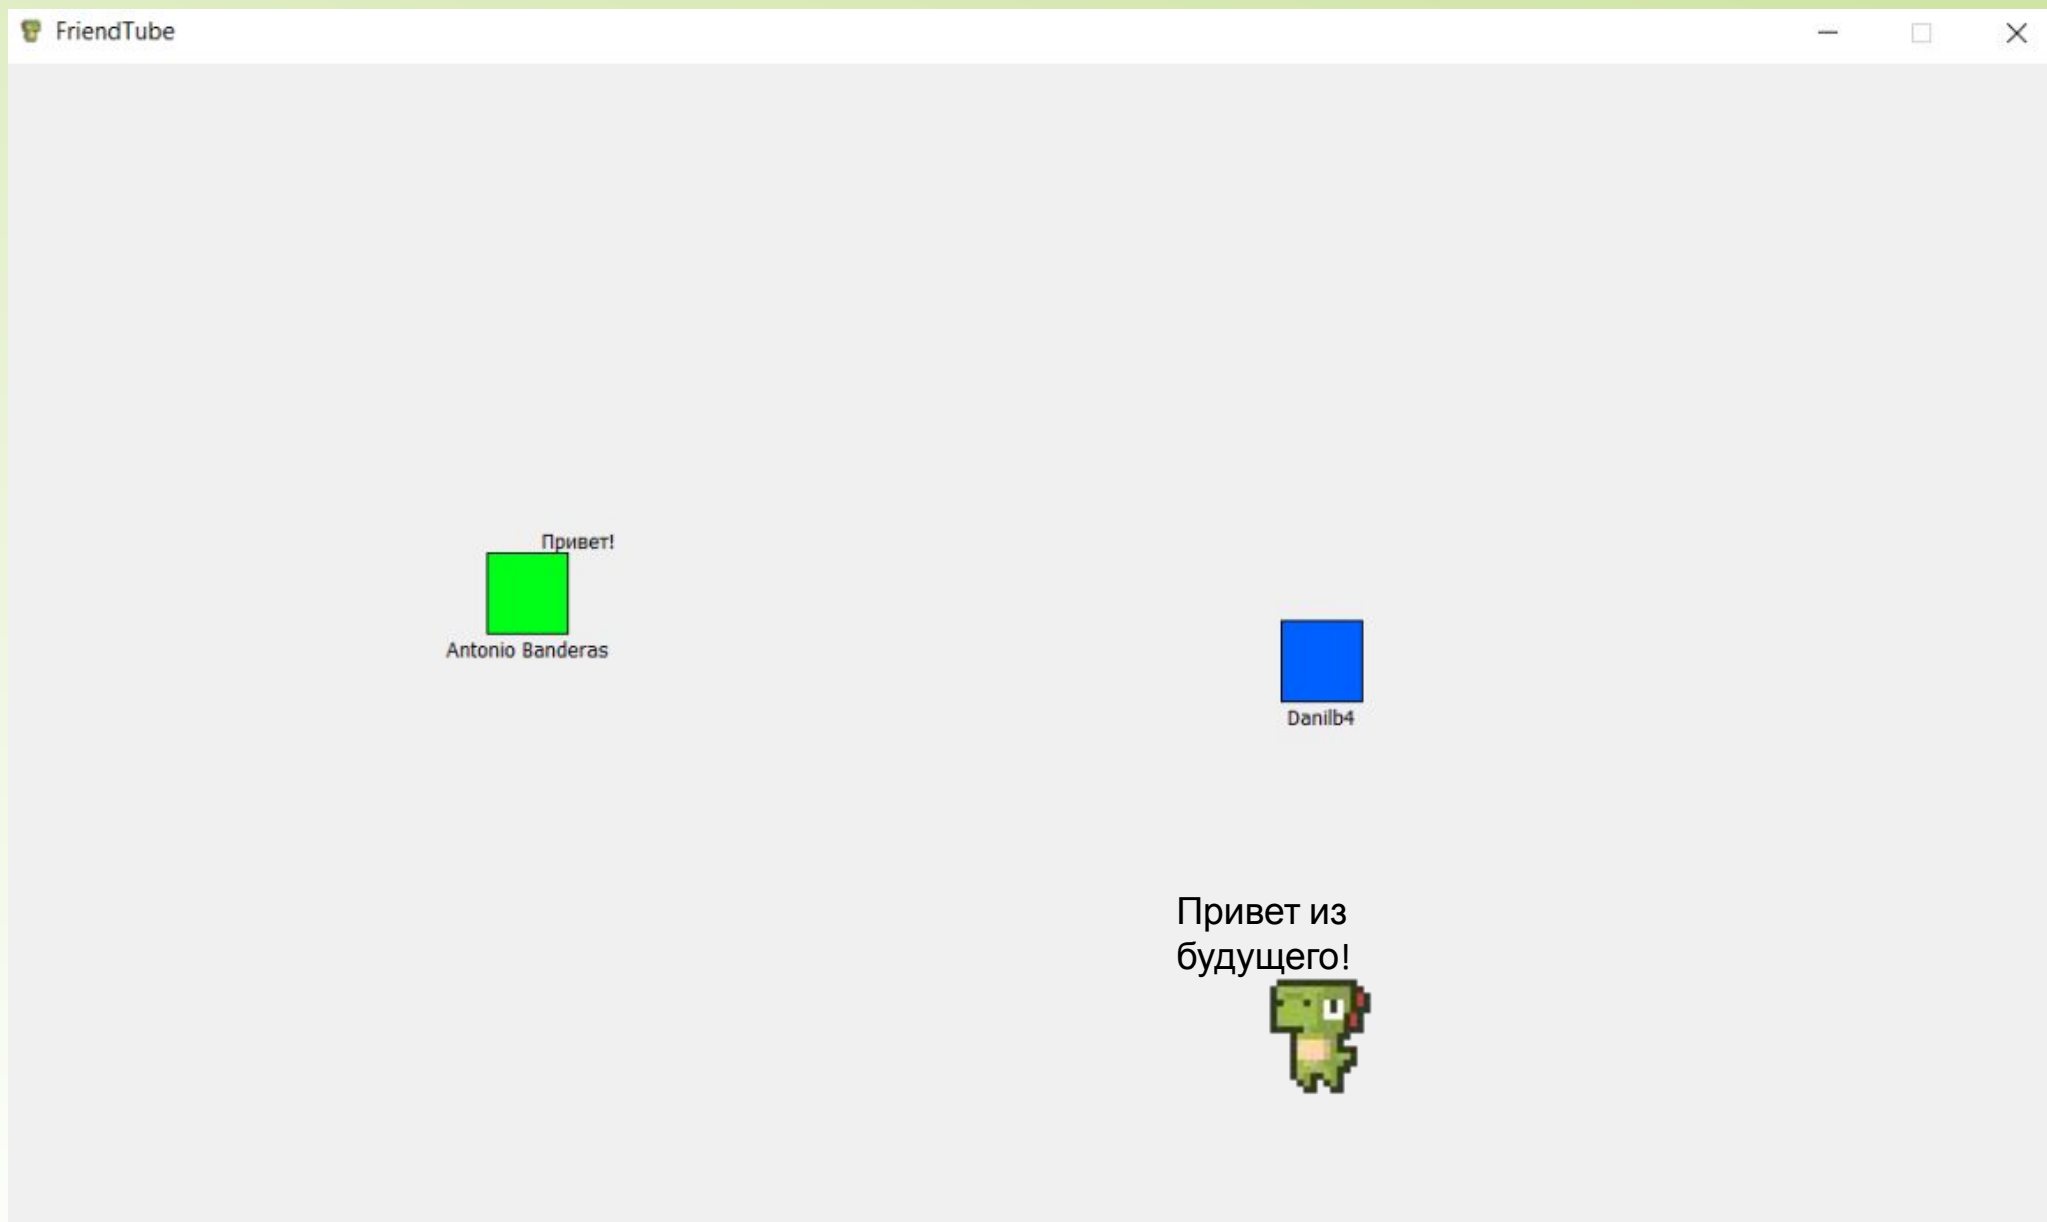 FriendTube
Привет!
Antonio Banderas
Danilb4
Привет из
будущего!